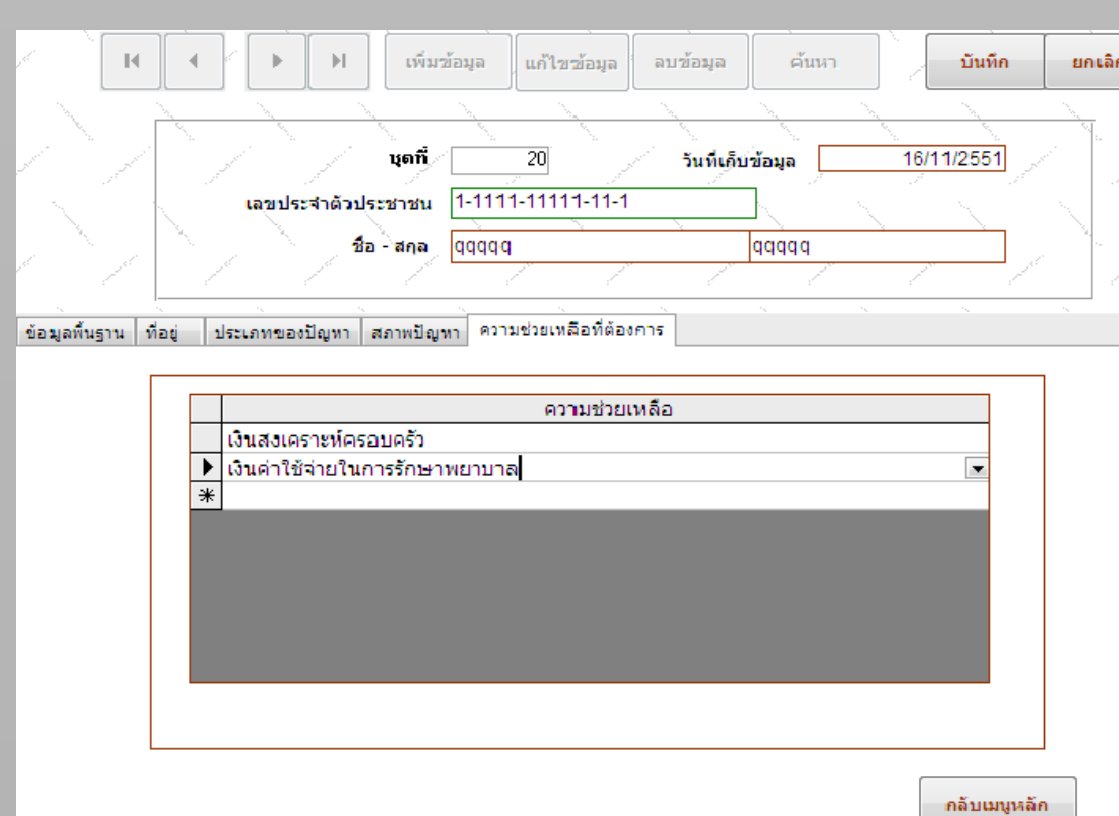 เพิ่มข้อมูล แก้ไขข้อมูล ลบข้อมูล ค้นหา บันทึก ยกเลิก
ชุดที่ 20 วันที่เก็บข้อมูล 16/11/2551
เลขประจำตัวประชาชน 1-1111-11111-11-1
ชื่อ - สกุล qqqqq qqqqq
ข้อมูลพื้นฐาน ที่อยู่ ประเภทของปัญหา สภาพปัญหา ความช่วยเหลือที่ต้องการ
ความช่วยเหลือ
เงินสงเคราะห์ครอบครัว
เงินค่าใช้จ่ายในการรักษาพยาบาล
กลับเมนูหลัก